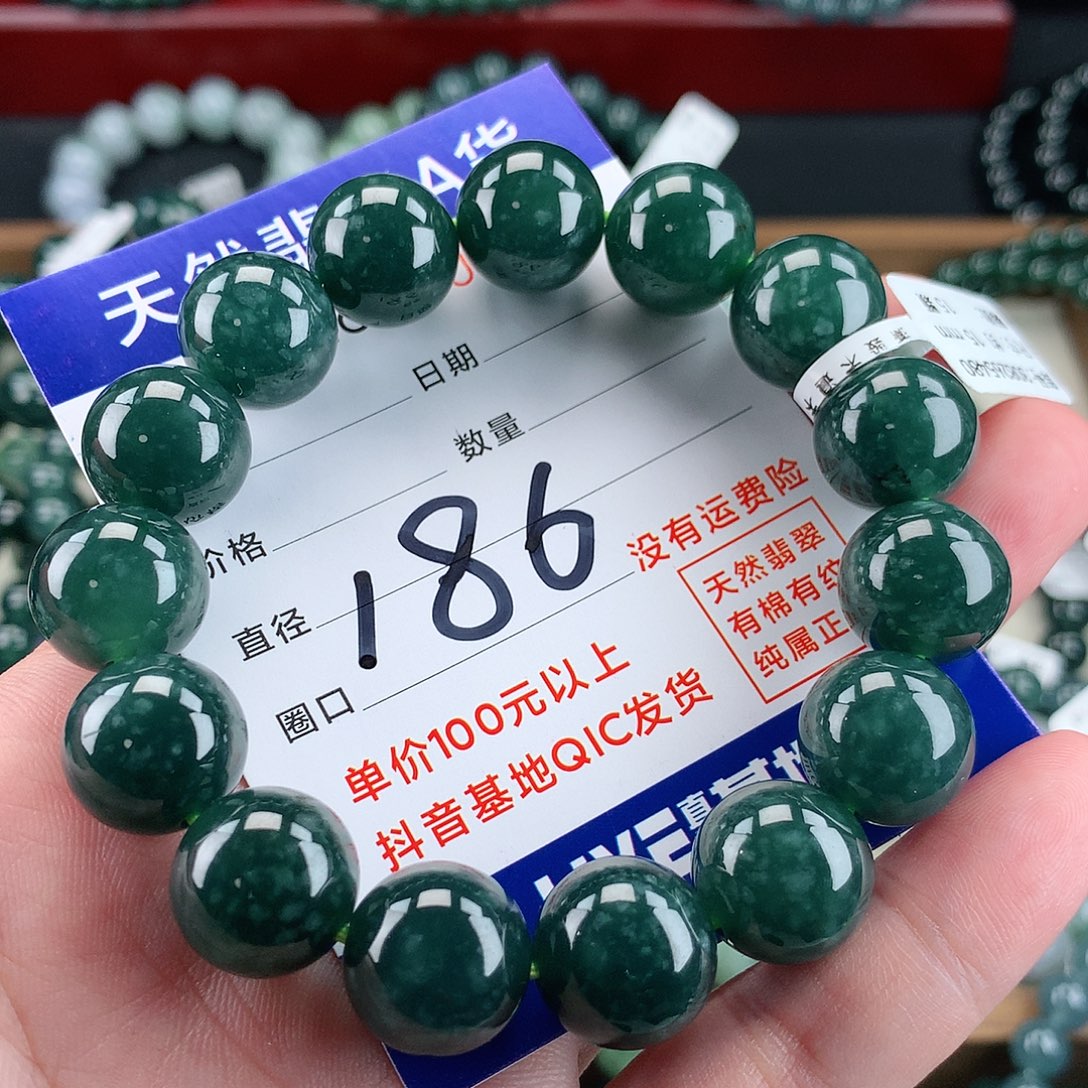 天然翡 A货
日期
数量
价格
186
直径
圈口
没有运费险
天然翡翠
有棉有纹
纯属正
单价100元以上
抖音基地QIC发货